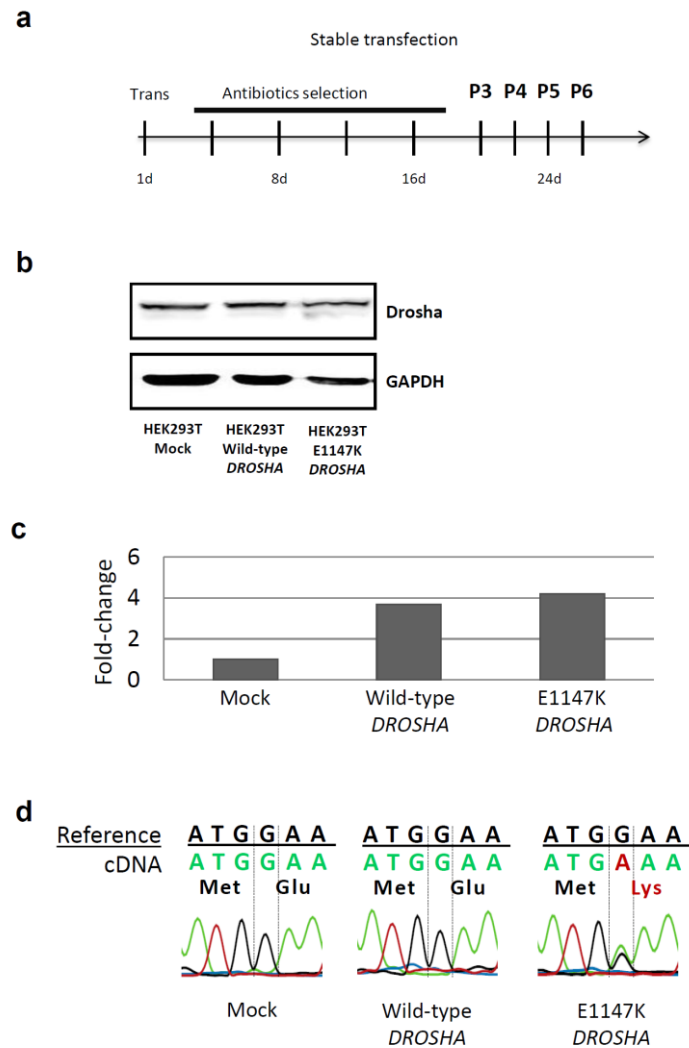 a
Stable transfection
Trans Antibiotics selection P3 P4 P5 P6
1d 8d 16d 24d
b
Drosha
GAPDH
HEK293T HEK293T HEK293T
Mock Wild-type E1147K
DROSHA DROSHA
c
Fold-change
6
4
2
0
Mock Wild-type E1147K
DROSHA DROSHA
d
Reference A T G G A A A T G G A A A T G G A A
cDNA A T G G A A A T G G A A A T G A A A
Met Glu Met Glu Met Lys
Mock Wild-type E1147K
DROSHA DROSHA